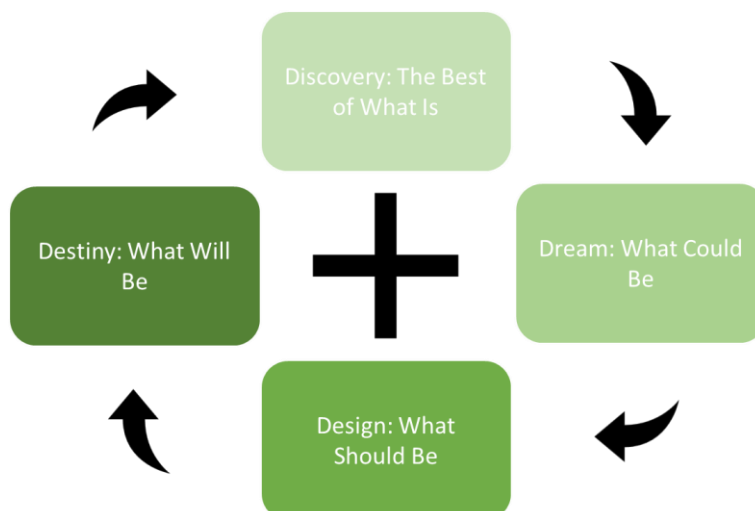 Discovery: The Best
of What Is
Dream: What Could
Be
Design: What
Should Be
Destiny: What Will
Be